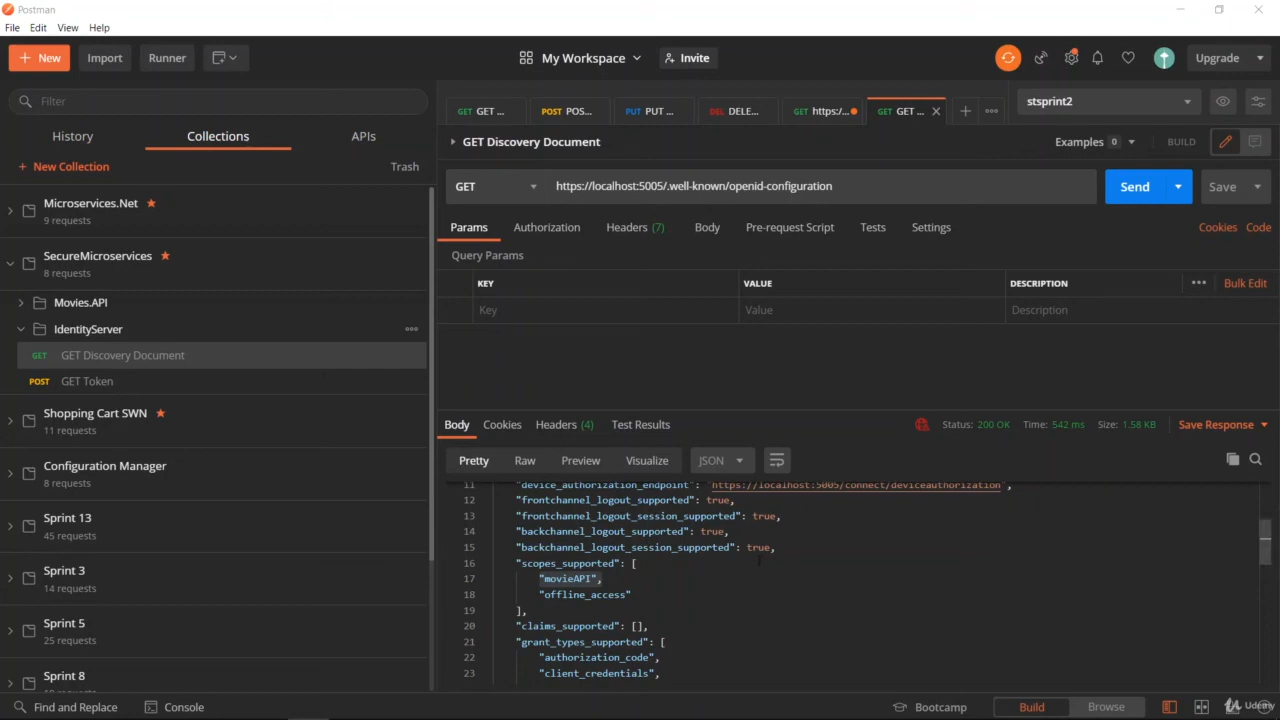 Postman
File Edit View Help
+ New Import Runner My Workspace Invite Upgrade
Filter
History Collections APIs
+ New Collection Trash
Microservices.Net
9 requests
SecureMicroservices
8 requests
Movies.API
IdentityServer
GET GET Discovery Document
POST GET Token
Shopping Cart SWN
11 requests
Configuration Manager
8 requests
Sprint 13
45 requests
Sprint 3
14 requests
Sprint 5
25 requests
Sprint 8
GET GET ... POST POS... PUT PUT ... DEL DELE... GET https:/... GET GET ... stsprint2
GET Discovery Document Examples 0 BUILD
GET https://localhost:5005/.well-known/openid-configuration Send Save
Params Authorization Headers (7) Body Pre-request Script Tests Settings Cookies Code
Query Params
KEY VALUE DESCRIPTION Bulk Edit
Key Value Description
Body Cookies Headers (4) Test Results Status: 200 OK Time: 542 ms Size: 1.58 KB Save Response
Pretty Raw Preview Visualize JSON
11 "device_authorization_endpoint": "https://localhost:5005/connect/deviceauthorization",
12 "frontchannel_logout_supported": true,
13 "frontchannel_logout_session_supported": true,
14 "backchannel_logout_supported": true,
15 "backchannel_logout_session_supported": true,
16 "scopes_supported": [
17 "movieAPI",
18 "offline_access"
19 ],
20 "claims_supported": [],
21 "grant_types_supported": [
22 "authorization_code",
23 "client_credentials",
Find and Replace Console Bootcamp Build Browse Udemy